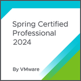 Spring Certified
Professional
2024
By VMware